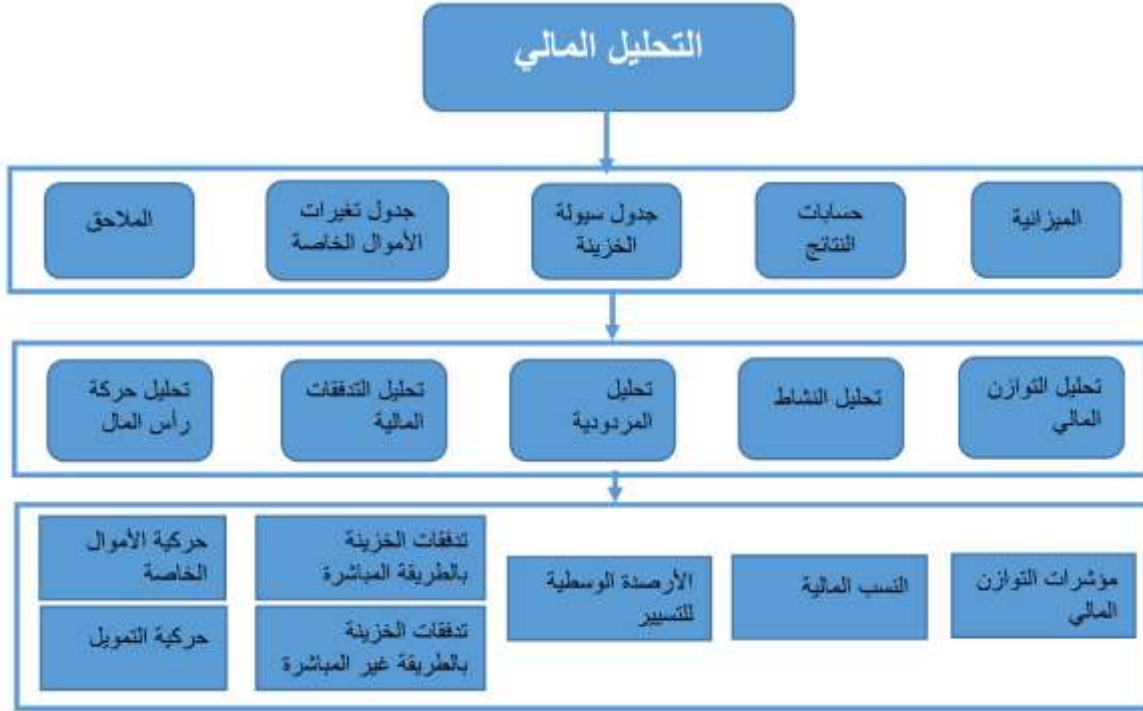 التحليل المالي
الميزانية
حسابات
النتائج
جدول سيولة
الخزينة
جدول تغيرات
الأموال الخاصة
الملاحق
تحليل التوازن
المالي
تحليل النشاط
تحليل
المردودية
تحليل التدفقات
المالية
تحليل حركة
رأس المال
مؤشرات التوازن
المالي
النسب المالية
الأرصدة الوسطية
للتسيير
تدفقات الخزينة
بالطريقة المباشرة
تدفقات الخزينة
بالطريقة غير المباشرة
حركية الأموال
الخاصة
حركية التمويل